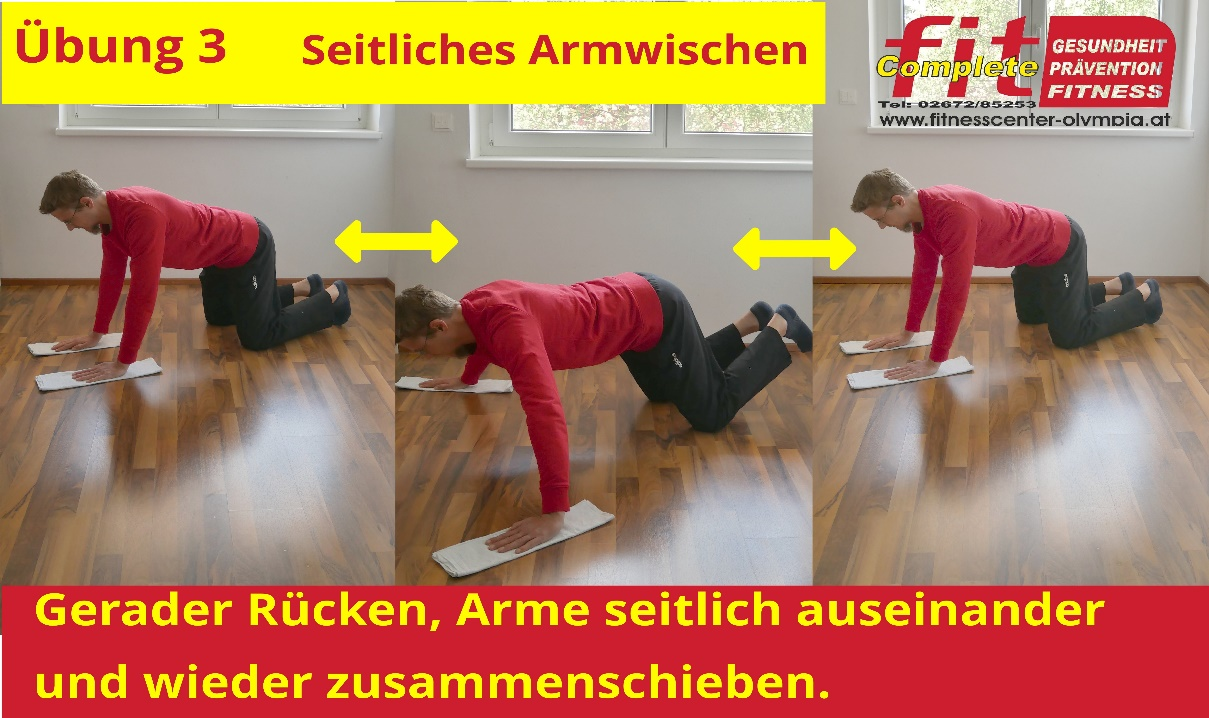 Übung 3
Seitliches Armwischen
fit
Complete
GESUNDHEIT
PRÄVENTION
FITNESS
Tel: 02672/85253
www.fitnesscenter-olympia.at
Gerader Rücken, Arme seitlich auseinander
und wieder zusammenschieben.